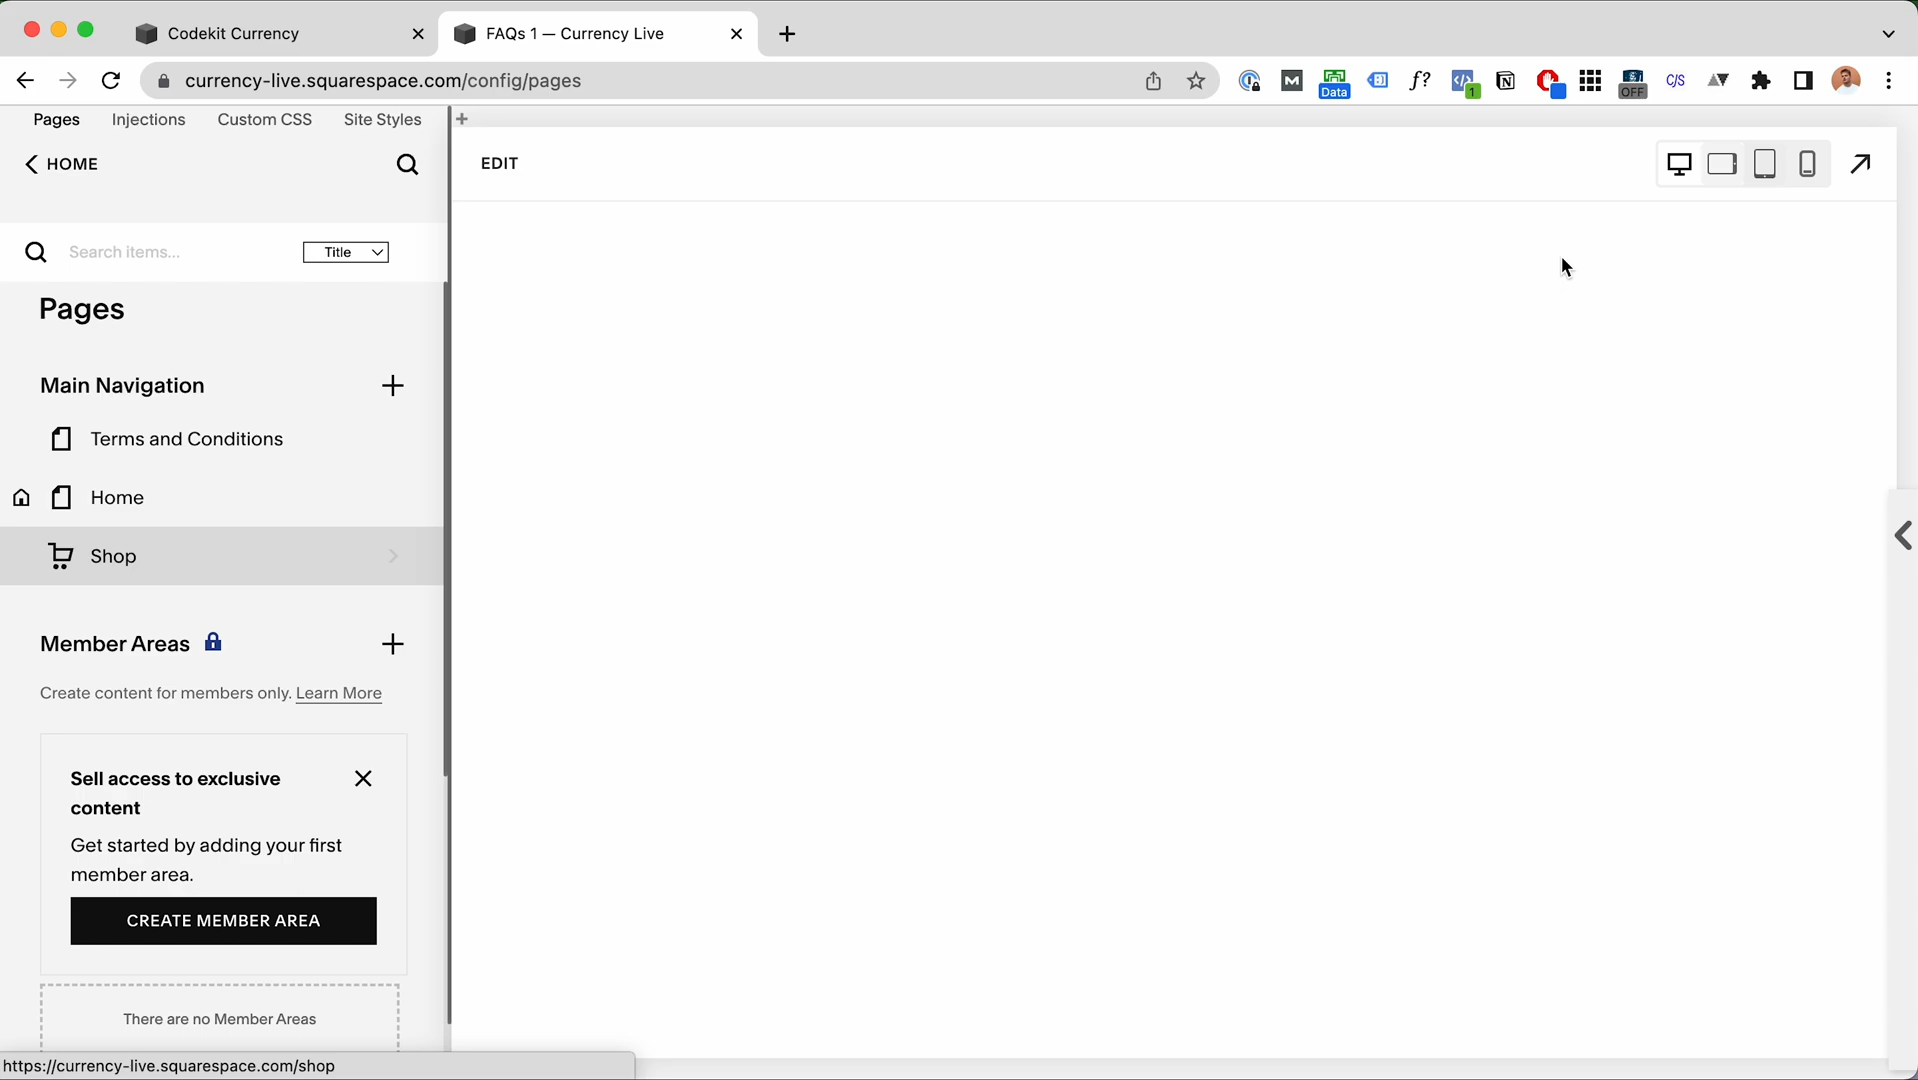 Codekit Currency
FAQs 1 — Currency Live
currency-live.squarespace.com/config/pages
Data
f?
1
OFF
C/S
Pages
Injections
Custom CSS
Site Styles
HOME
EDIT
Search items...
Title
Pages
Main Navigation
Terms and Conditions
Home
Shop
Member Areas
Create content for members only. Learn More
Sell access to exclusive
content
Get started by adding your first
member area.
CREATE MEMBER AREA
There are no Member Areas
https://currency-live.squarespace.com/shop